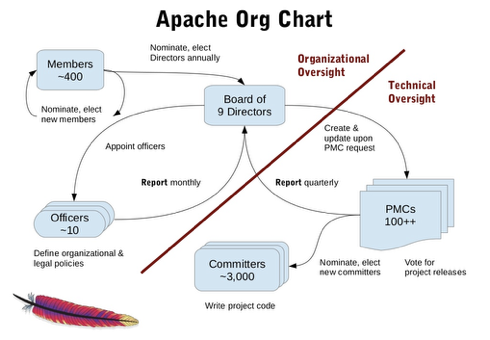 Apache Org Chart
Members
~400
Nominate, elect
Directors annually
Organizational
Oversight
Technical
Oversight
Nominate, elect
new members
Board of
9 Directors
Create &
update upon
PMC request
Appoint officers
Report monthly
Report quarterly
Officers
~10
PMCs
100++
Define organizational &
legal policies
Committers
~3,000
Nominate, elect
new committers
Vote for
project releases
Write project code